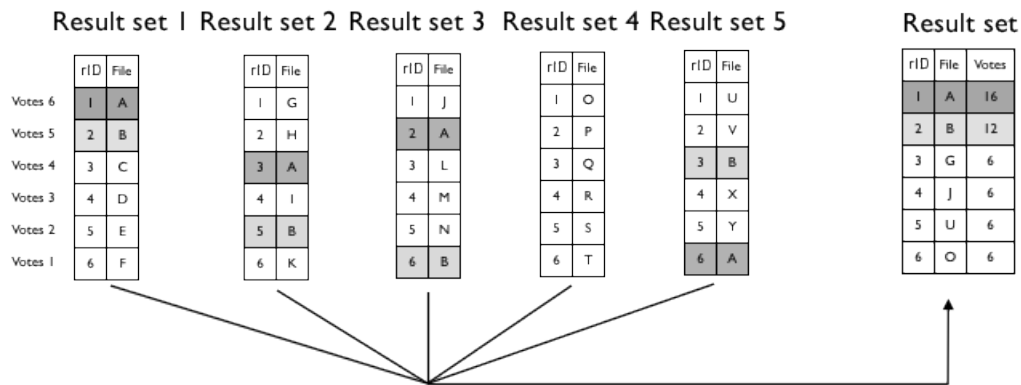 Result set 1 Result set 2 Result set 3 Result set 4 Result set 5 Result set
rID File rID File rID File rID File rID File rID File Votes
Votes 6 1 A 1 G 1 J 1 O 1 U 1 A 16
Votes 5 2 B 2 H 2 A 2 P 2 V 2 B 12
Votes 4 3 C 3 A 3 L 3 Q 3 B 3 G 6
Votes 3 4 D 4 I 4 M 4 R 4 X 4 J 6
Votes 2 5 E 5 B 5 N 5 S 5 Y 5 U 6
Votes 1 6 F 6 K 6 B 6 T 6 A 6 O 6